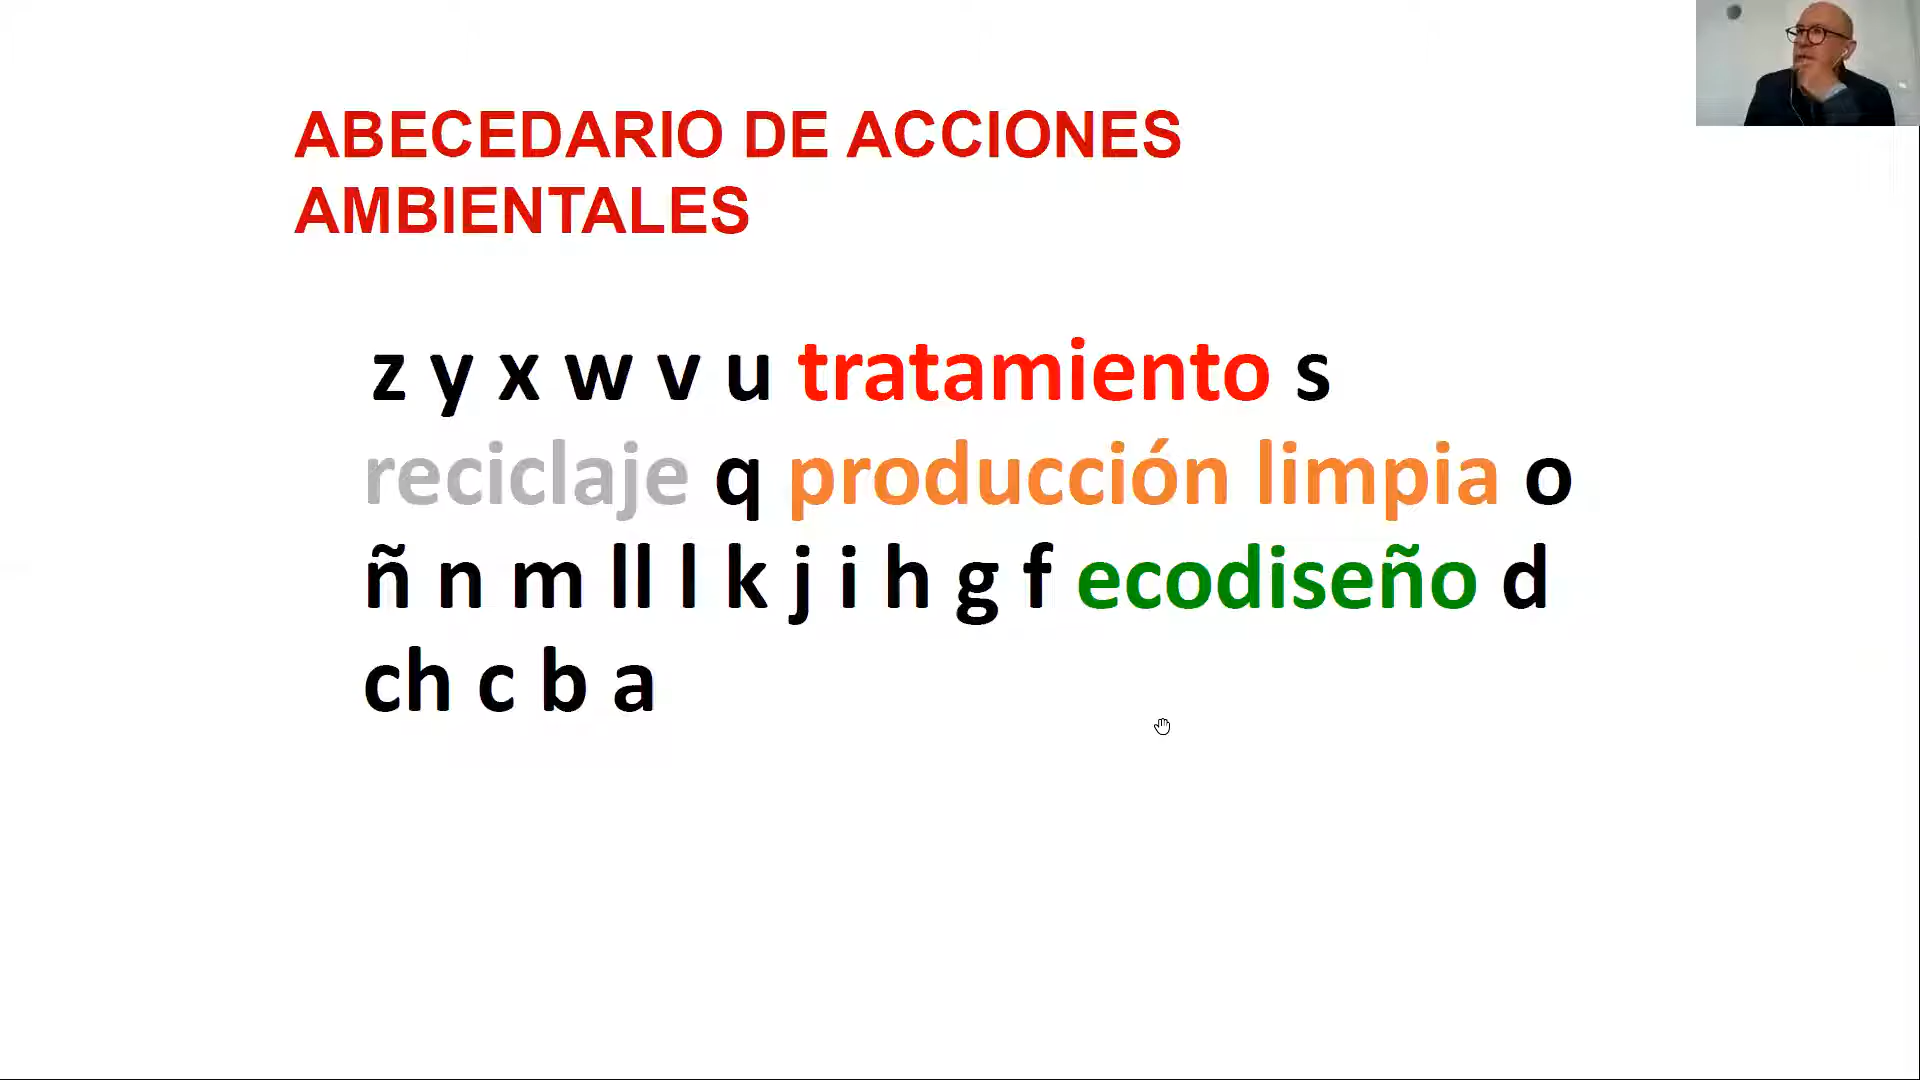 ABECEDARIO DE ACCIONES
AMBIENTALES
z y x w v u tratamiento s
reciclaje q producción limpia o
ñ n m ll l k j i h g f ecodiseño d
ch c b a